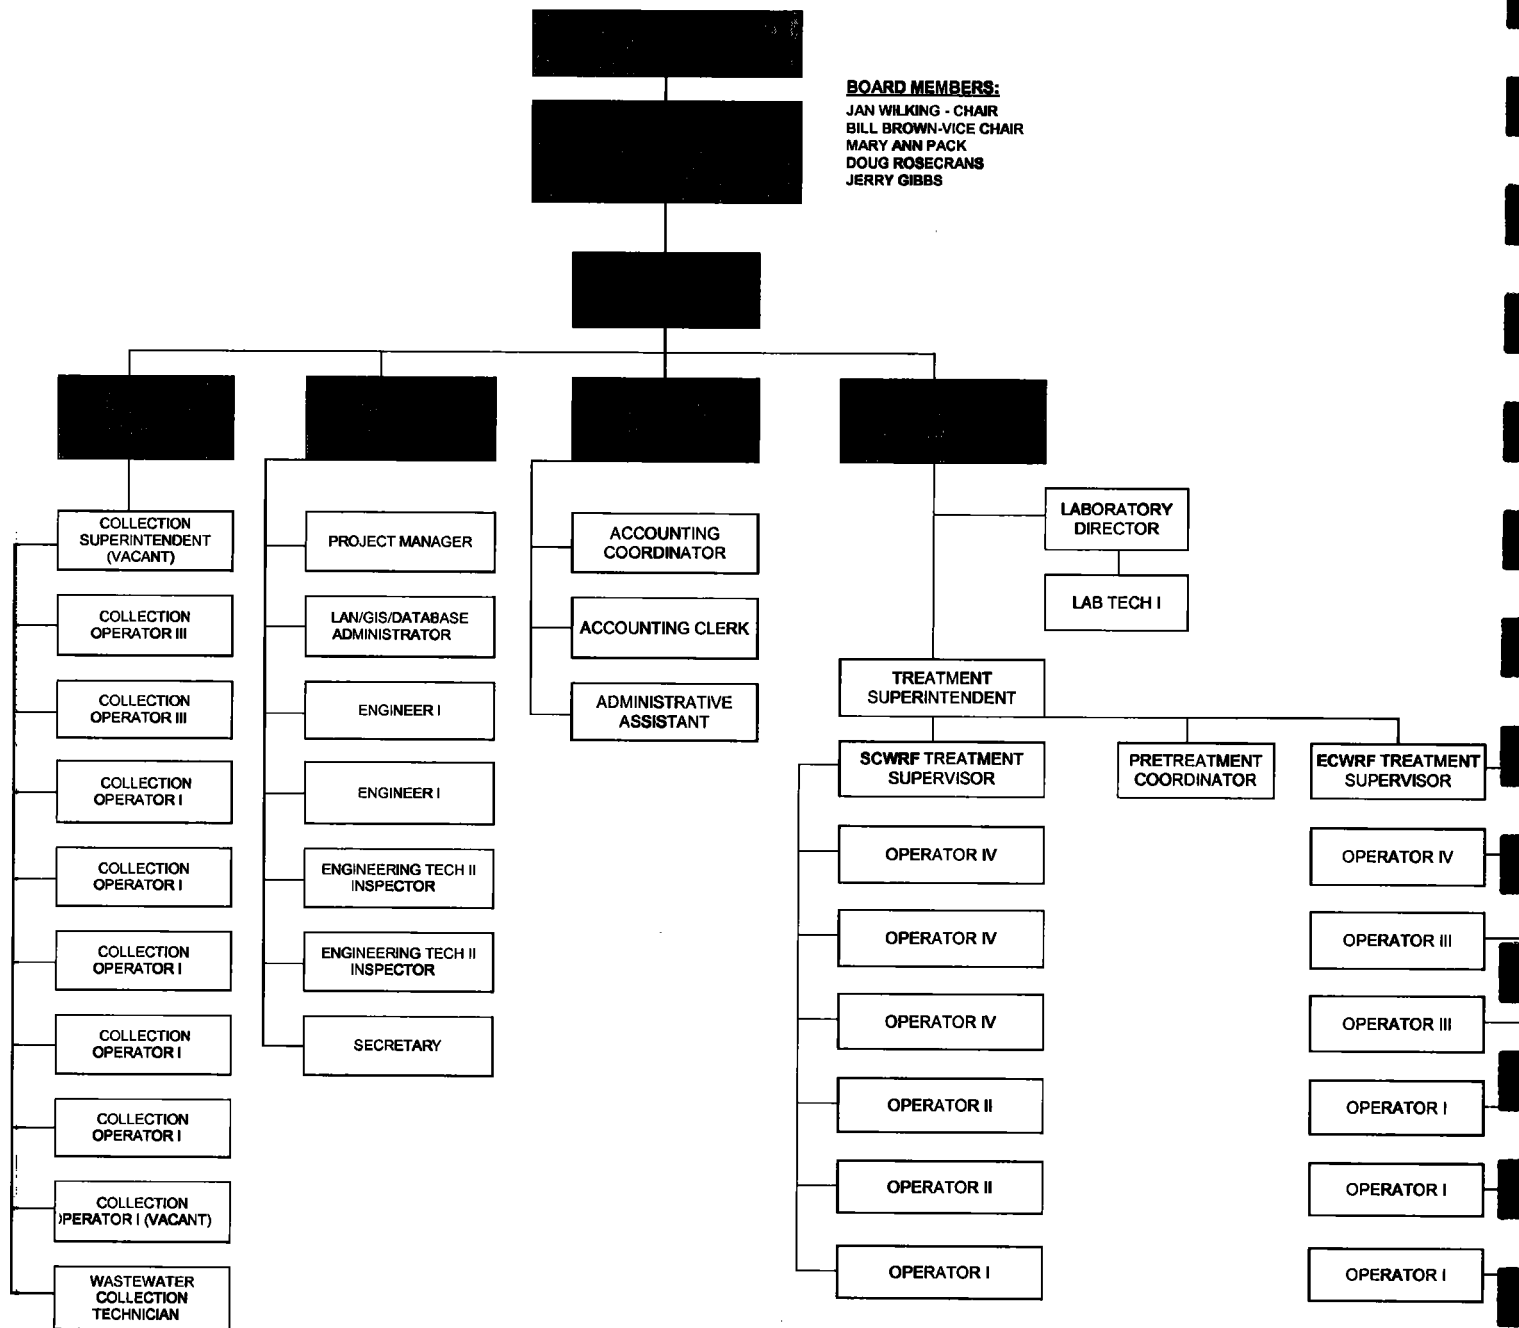 BOARD MEMBERS:
JAN WILKING - CHAIR
BILL BROWN-VICE CHAIR
MARY ANN PACK
DOUG ROSECRANS
JERRY GIBBS
COLLECTION
SUPERINTENDENT
(VACANT)
COLLECTION
OPERATOR III
COLLECTION
OPERATOR III
COLLECTION
OPERATOR I
COLLECTION
OPERATOR I
COLLECTION
OPERATOR I
COLLECTION
OPERATOR I
COLLECTION
OPERATOR I
COLLECTION
OPERATOR I (VACANT)
WASTEWATER
COLLECTION
TECHNICIAN
PROJECT MANAGER
LAN/GIS/DATABASE
ADMINISTRATOR
ENGINEER I
ENGINEER I
ENGINEERING TECH II
INSPECTOR
ENGINEERING TECH II
INSPECTOR
SECRETARY
ACCOUNTING
COORDINATOR
ACCOUNTING CLERK
ADMINISTRATIVE
ASSISTANT
LABORATORY
DIRECTOR
LAB TECH I
TREATMENT
SUPERINTENDENT
SCWRF TREATMENT
SUPERVISOR
OPERATOR IV
OPERATOR IV
OPERATOR IV
OPERATOR II
OPERATOR II
OPERATOR I
PRETREATMENT
COORDINATOR
ECWRF TREATMENT
SUPERVISOR
OPERATOR IV
OPERATOR III
OPERATOR III
OPERATOR I
OPERATOR I
OPERATOR I